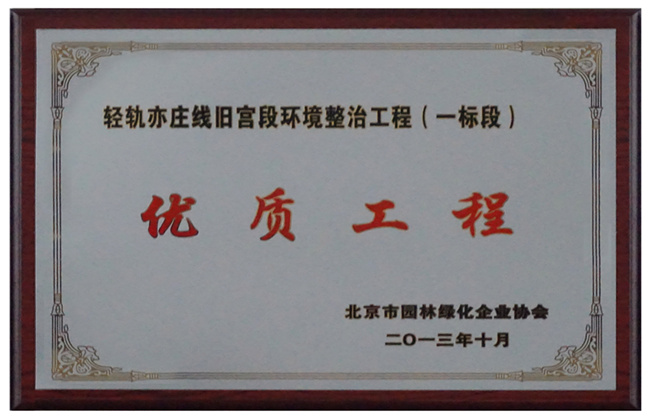 轻轨亦庄线旧宫段环境整治工程（一标段）
优质工程
北京市园林绿化企业协会
二〇一三年十月